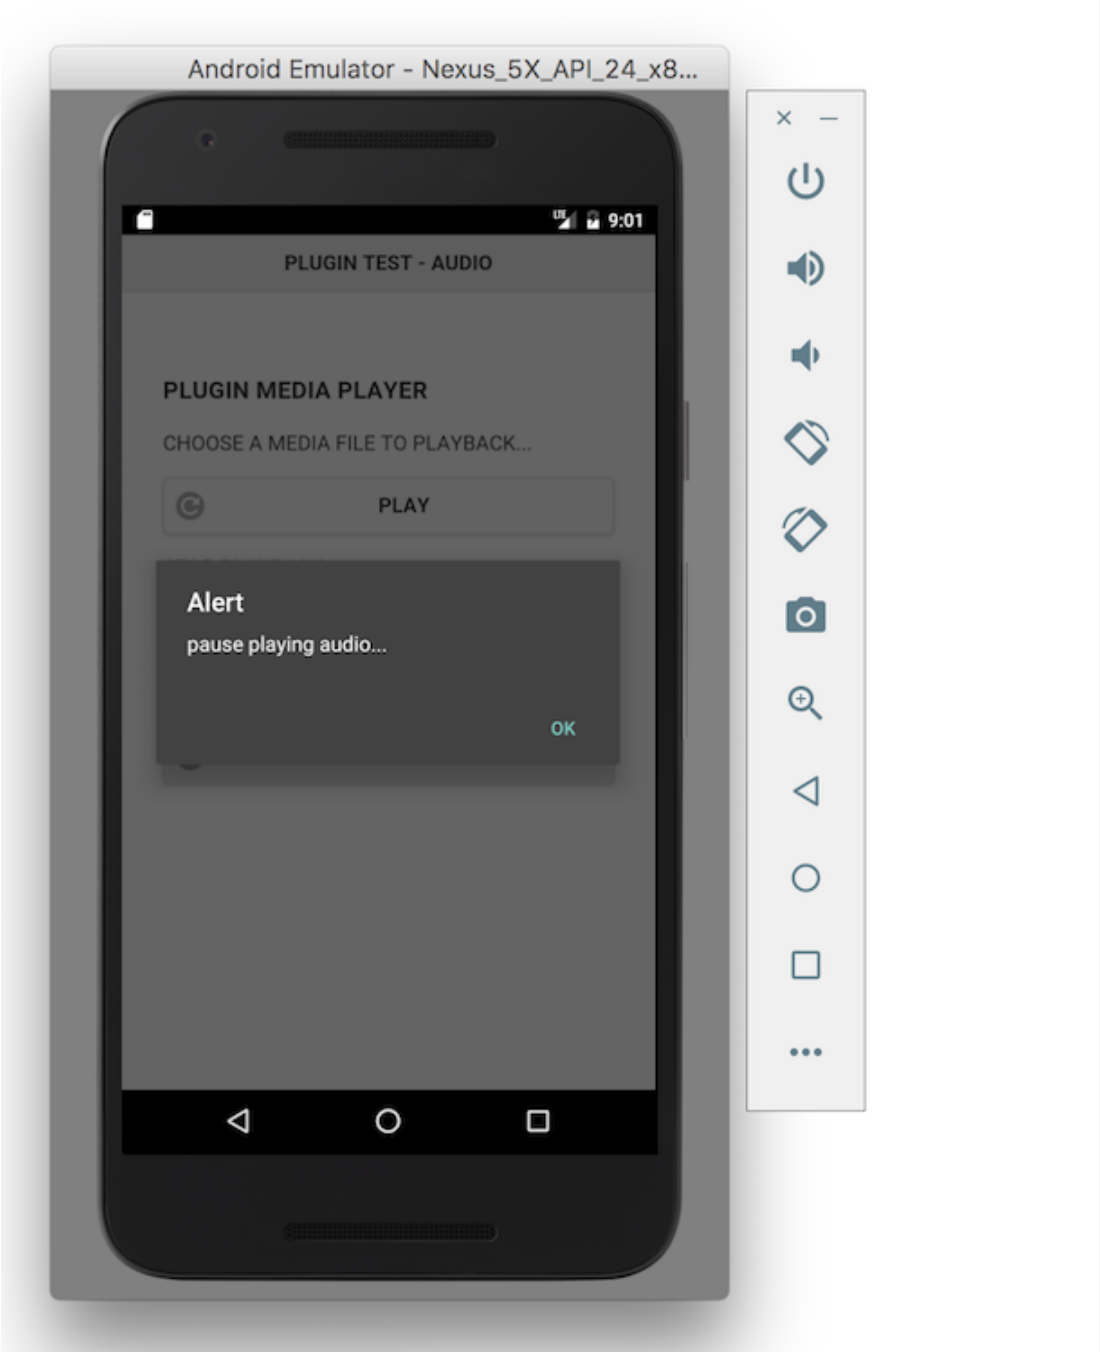 Android Emulator - Nexus_5X_API_24_x8...
LTE 9:01
PLUGIN TEST - AUDIO
PLUGIN MEDIA PLAYER
CHOOSE A MEDIA FILE TO PLAYBACK...
PLAY
Alert
pause playing audio...
OK